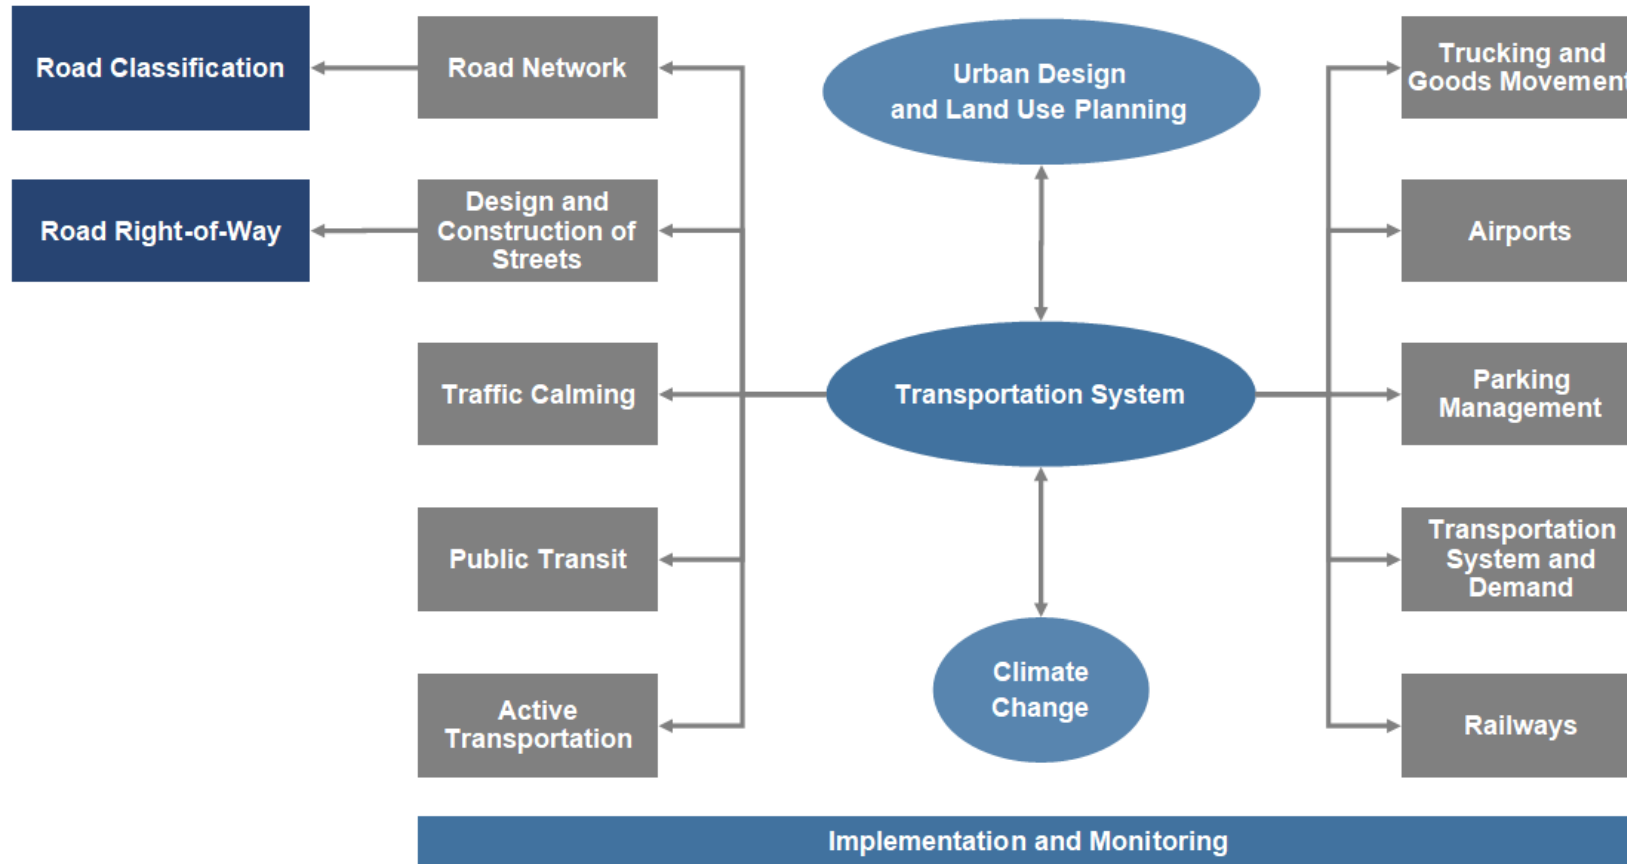 Road Classification
Road Network
Urban Design
and Land Use Planning
Trucking and
Goods Movement
Road Right-of-Way
Design and
Construction of
Streets
Airports
Traffic Calming
Transportation System
Parking
Management
Public Transit
Transportation
System and
Demand
Active
Transportation
Climate
Change
Railways
Implementation and Monitoring